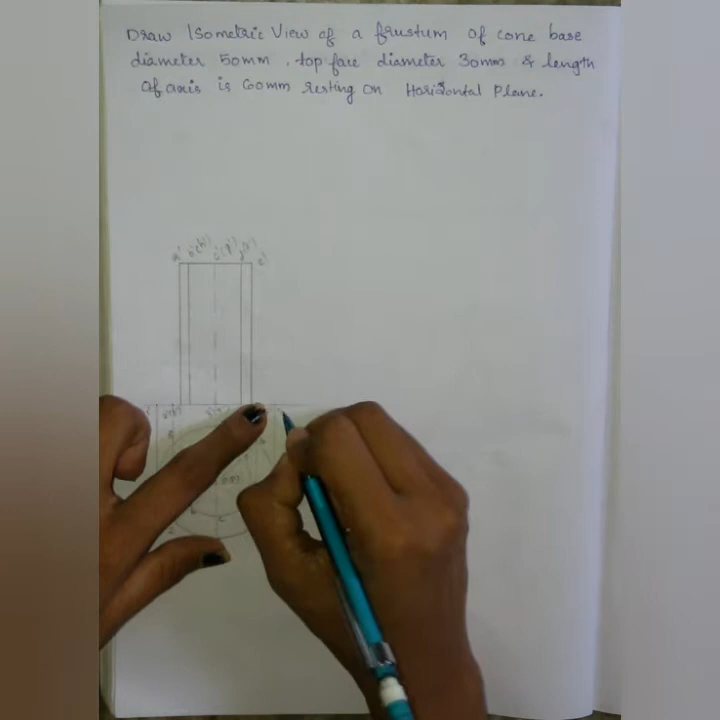 Draw Isometric View of a frustum of cone base
diameter 50mm , top face diameter 30mm & length
of axis is 60mm resting on Horizontal Plane.
a' b'(h') c'(g') d'(f') e'